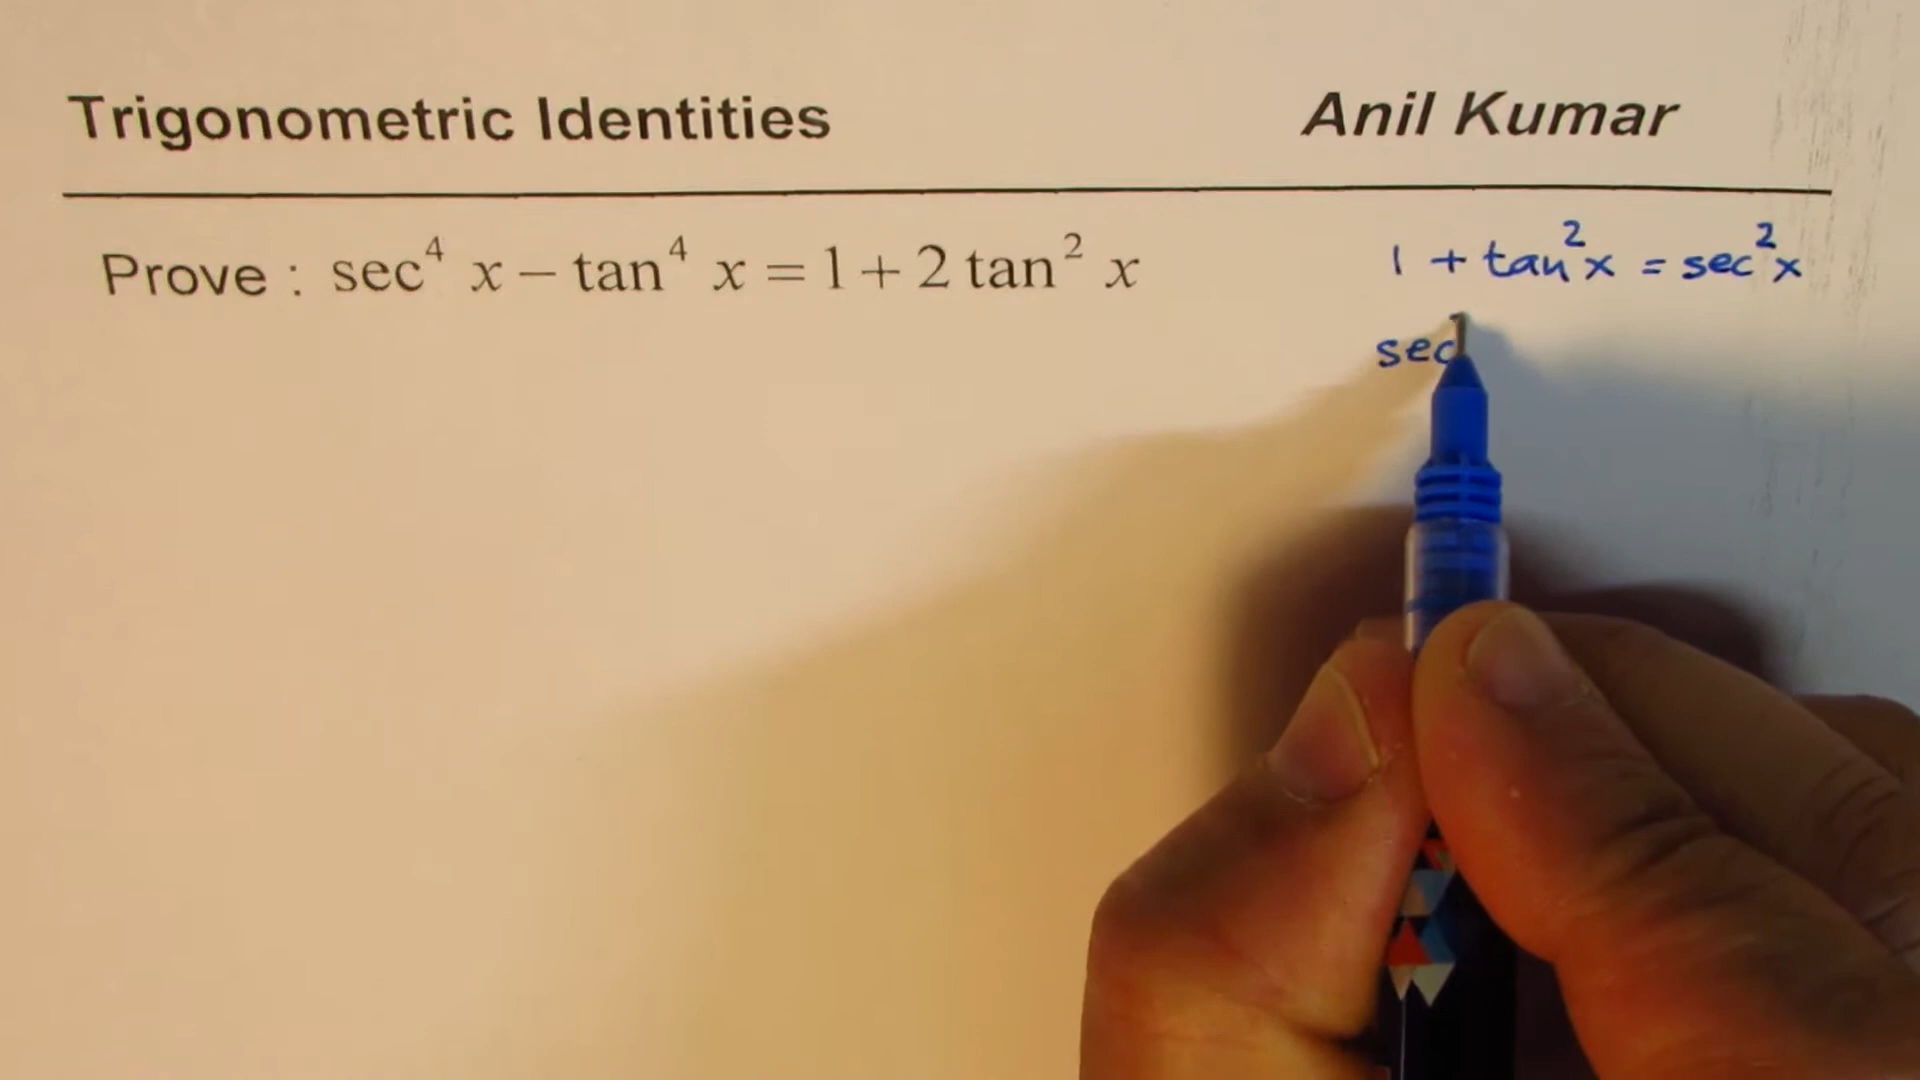 Trigonometric Identities Anil Kumar
Prove : sec⁴ x − tan⁴ x = 1 + 2 tan² x
1 + tan²x = sec²x
sec